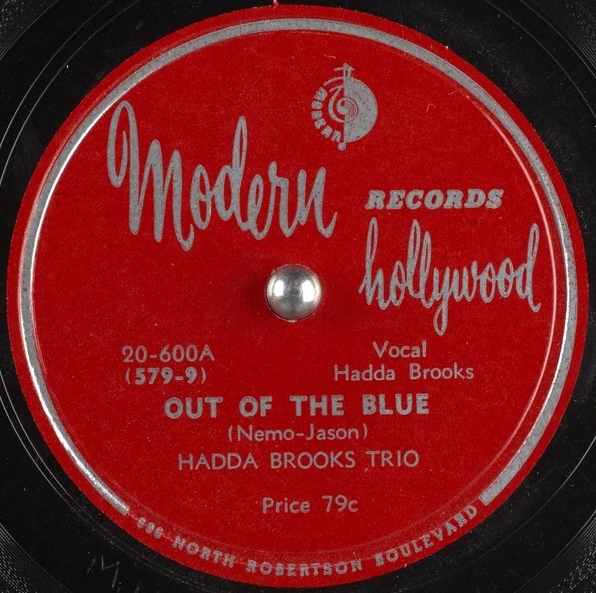 Modern
RECORDS
hollywood
20-600A
(579-9)
Vocal
Hadda Brooks
OUT OF THE BLUE
(Nemo-Jason)
HADDA BROOKS TRIO
Price 79c
686 NORTH ROBERTSON BOULEVARD